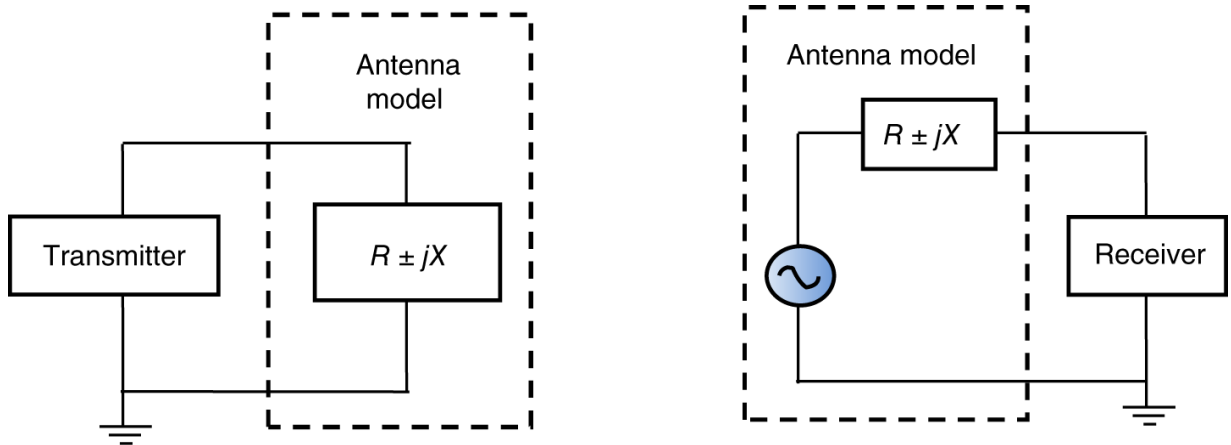 Antenna
model
Transmitter
R ± jX
Antenna model
R ± jX
Receiver